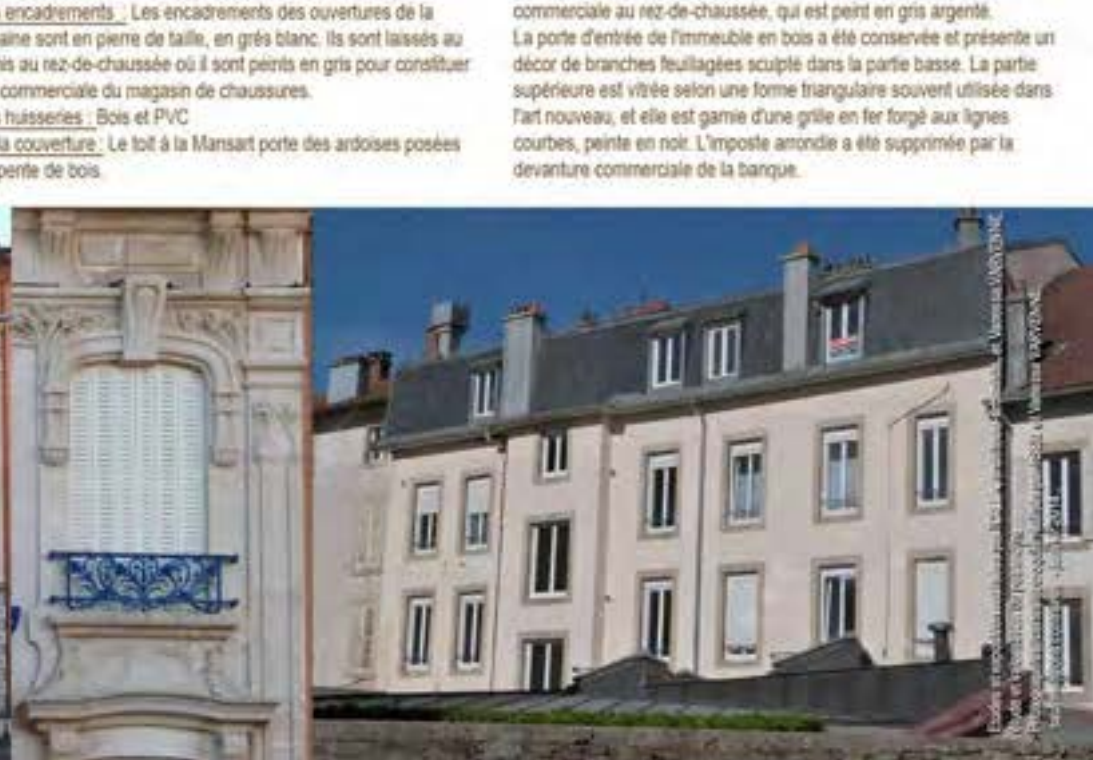 encadrements : Les encadrements des ouvertures de la
aine sont en pierre de taille, en grés blanc. Ils sont laissés au
is au rez-de-chaussée où il sont peints en gris pour constituer
commerciale du magasin de chaussures.
huisseries : Bois et PVC
la couverture : Le toit à la Mansart porte des ardoises posées
pente de bois.
commerciale au rez-de-chaussée, qui est peint en gris argenté.
La porte d'entrée de l'immeuble en bois a été conservée et présente un
décor de branches feuillagées sculpté dans la partie basse. La partie
supérieure est vitrée selon une forme triangulaire souvent utilisée dans
l'art nouveau, et elle est garnie d'une grille en fer forgé aux lignes
courbes, peinte en noir. L'imposte arrondie a été supprimée par la
devanture commerciale de la banque.